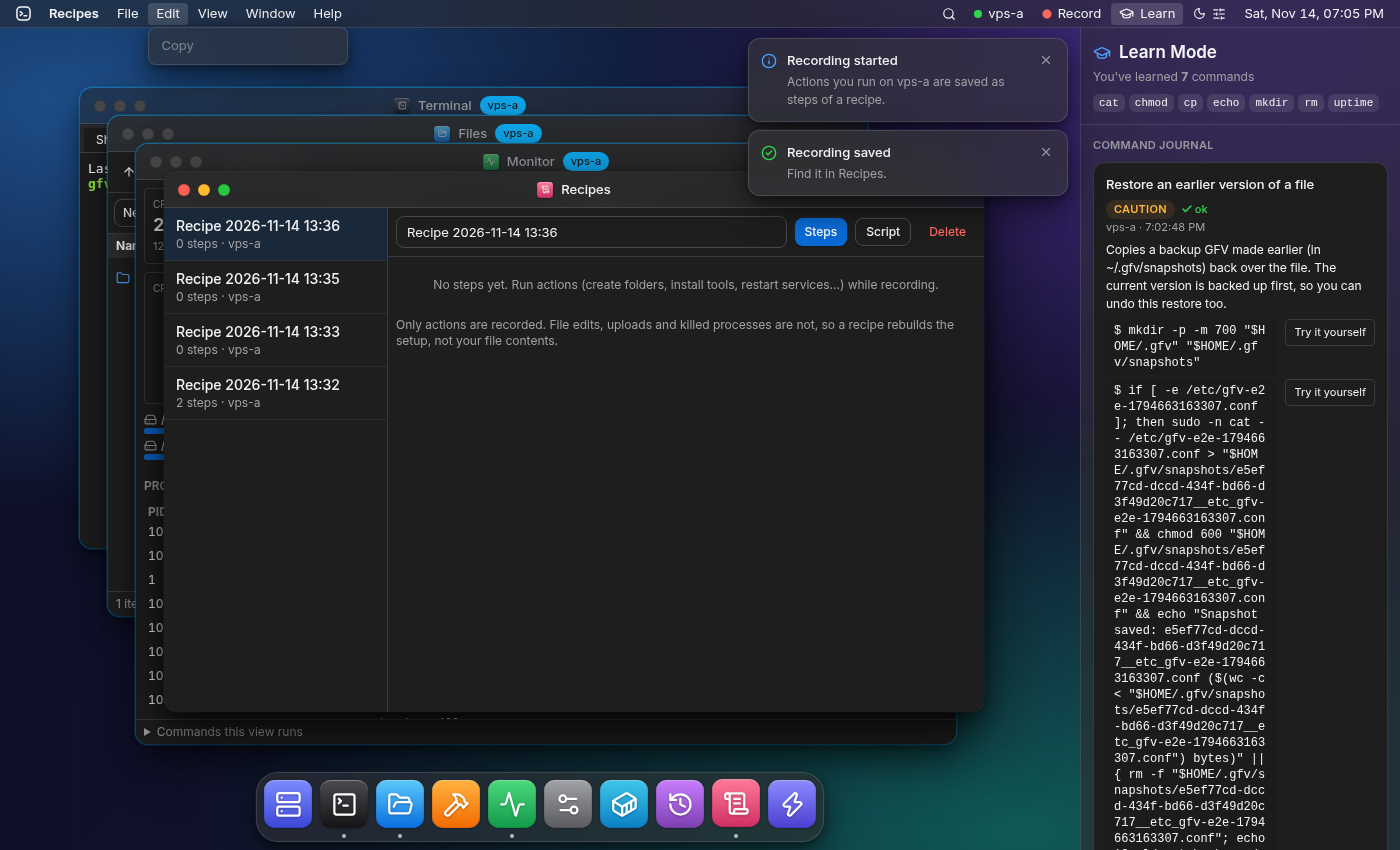 Recipes File Edit View Window Help
vps-a Record Learn Sat, Nov 14, 07:05 PM
Copy
Recording started
Actions you run on vps-a are saved as
steps of a recipe.
Recording saved
Find it in Recipes.
Terminal vps-a
Files vps-a
Monitor vps-a
Recipes
Recipe 2026-11-14 13:36
0 steps · vps-a
Recipe 2026-11-14 13:35
0 steps · vps-a
Recipe 2026-11-14 13:33
0 steps · vps-a
Recipe 2026-11-14 13:32
2 steps · vps-a
Recipe 2026-11-14 13:36 Steps Script Delete
No steps yet. Run actions (create folders, install tools, restart services…) while recording.
Only actions are recorded. File edits, uploads and killed processes are not, so a recipe rebuilds the
setup, not your file contents.
10
10
1
10
10
10
10
10
Commands this view runs
Learn Mode
You've learned 7 commands
cat chmod cp echo mkdir rm uptime
COMMAND JOURNAL
Restore an earlier version of a file
CAUTION ok
vps-a · 7:02:48 PM
Copies a backup GFV made earlier (in
~/.gfv/snapshots) back over the file. The
current version is backed up first, so you can
undo this restore too.
$ mkdir -p -m 700 "$H
OME/.gfv" "$HOME/.gf
v/snapshots"
Try it yourself
$ if [ -e /etc/gfv-e2
e-1794663163307.conf
]; then sudo -n cat -
- /etc/gfv-e2e-179466
3163307.conf > "$HOM
E/.gfv/snapshots/e5ef
77cd-dccd-434f-bd66-d
3f49d20c717__etc_gfv-
e2e-1794663163307.con
f" && chmod 600 "$HOM
E/.gfv/snapshots/e5ef
77cd-dccd-434f-bd66-d
3f49d20c717__etc_gfv-
e2e-1794663163307.con
f" && echo "Snapshot
saved: e5ef77cd-dccd-
434f-bd66-d3f49d20c71
7__etc_gfv-e2e-179466
3163307.conf ($(wc -c
< "$HOME/.gfv/snapsho
ts/e5ef77cd-dccd-434f
-bd66-d3f49d20c717__e
tc_gfv-e2e-1794663163
307.conf") bytes)" ||
{ rm -f "$HOME/.gfv/s
napshots/e5ef77cd-dcc
d-434f-bd66-d3f49d20c
717__etc_gfv-e2e-1794
663163307.conf"; echo
Try it yourself